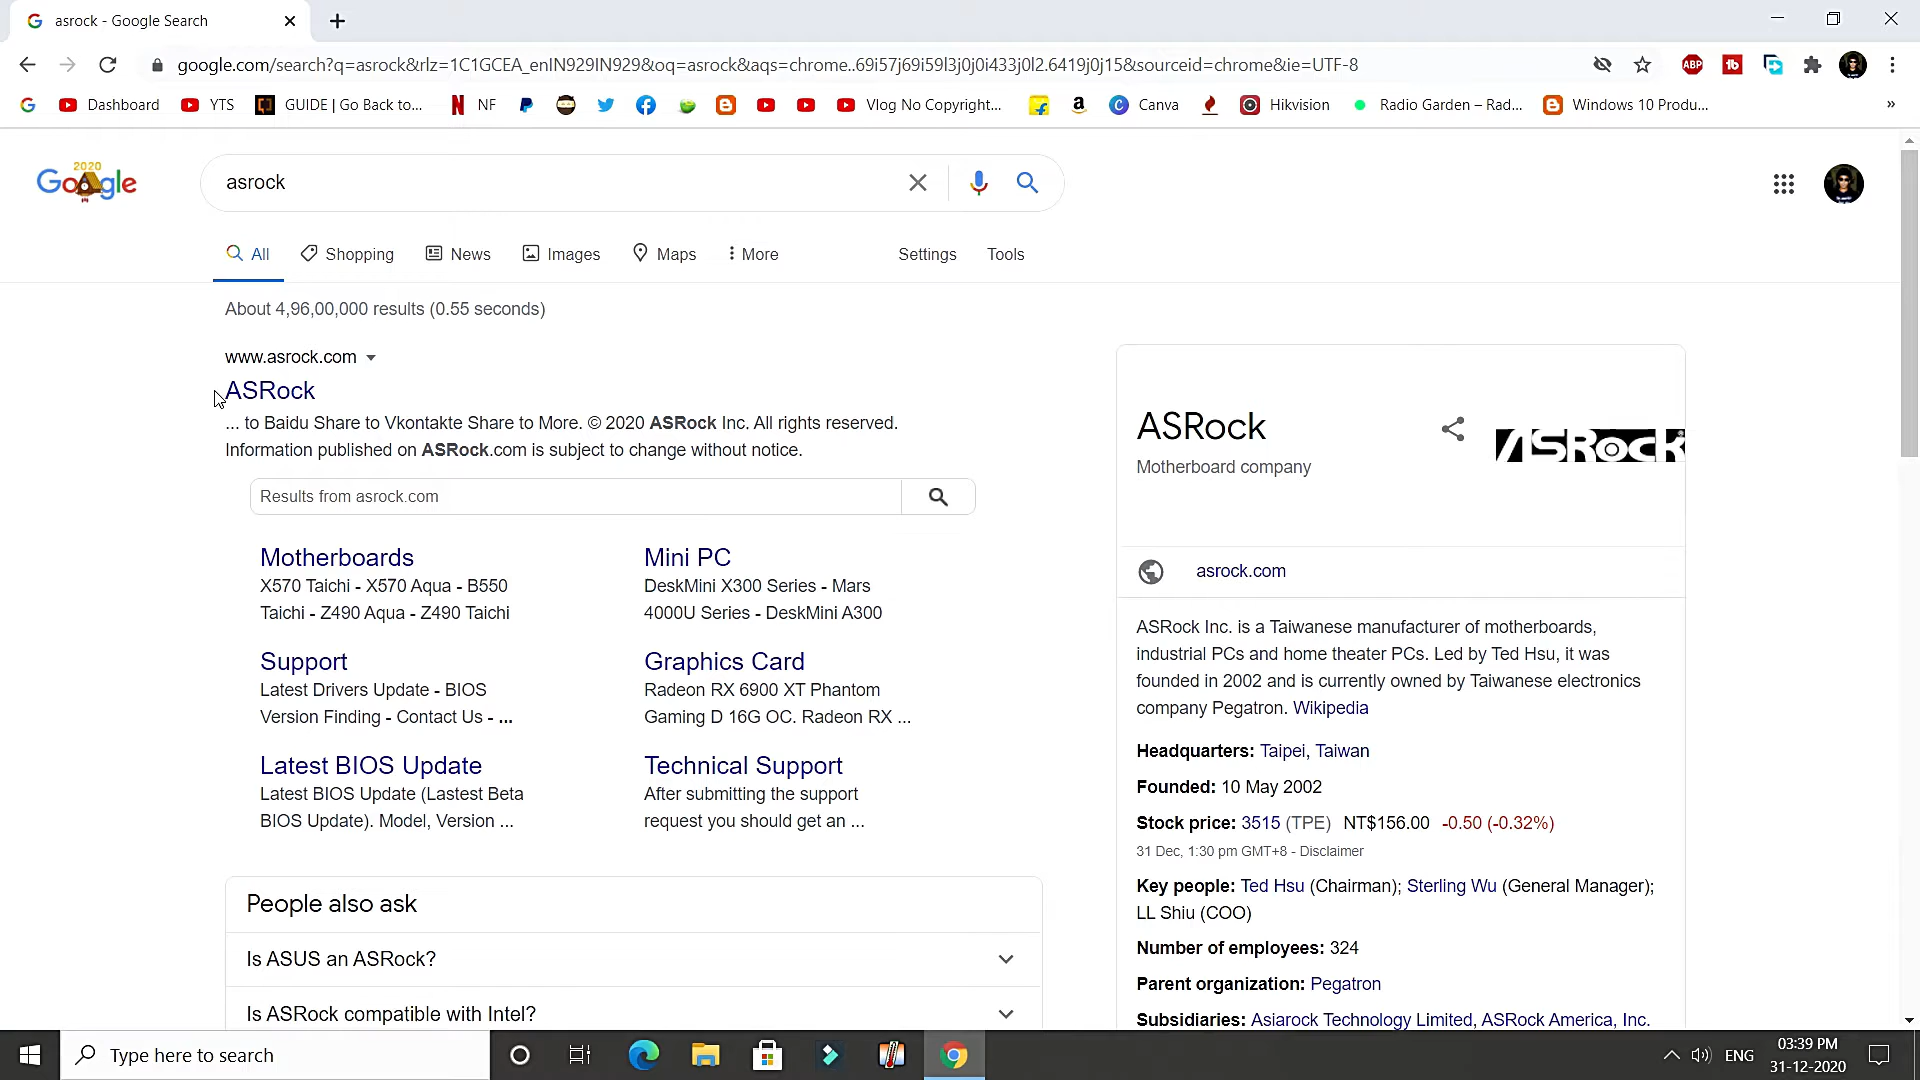 asrock - Google Search
google.com/search?q=asrock&rlz=1C1GCEA_enIN929IN929&oq=asrock&aqs=chrome..69i57j69i59l3j0j0i433j0l2.6419j0j15&sourceid=chrome&ie=UTF-8
ABP
Dashboard YTS GUIDE | Go Back to... NF Vlog No Copyright... Canva Hikvision Radio Garden – Rad... Windows 10 Produ... »
2020
Google
asrock
All Shopping News Images Maps More Settings Tools
About 4,96,00,000 results (0.55 seconds)
www.asrock.com
ASRock
... to Baidu Share to Vkontakte Share to More. © 2020 ASRock Inc. All rights reserved.
Information published on ASRock.com is subject to change without notice.
Results from asrock.com
Motherboards
X570 Taichi - X570 Aqua - B550
Taichi - Z490 Aqua - Z490 Taichi
Mini PC
DeskMini X300 Series - Mars
4000U Series - DeskMini A300
Support
Latest Drivers Update - BIOS
Version Finding - Contact Us - ...
Graphics Card
Radeon RX 6900 XT Phantom
Gaming D 16G OC. Radeon RX ...
Latest BIOS Update
Latest BIOS Update (Lastest Beta
BIOS Update). Model, Version ...
Technical Support
After submitting the support
request you should get an ...
People also ask
Is ASUS an ASRock?
Is ASRock compatible with Intel?
ASRock
Motherboard company
ASRock
asrock.com
ASRock Inc. is a Taiwanese manufacturer of motherboards,
industrial PCs and home theater PCs. Led by Ted Hsu, it was
founded in 2002 and is currently owned by Taiwanese electronics
company Pegatron. Wikipedia
Headquarters: Taipei, Taiwan
Founded: 10 May 2002
Stock price: 3515 (TPE) NT$156.00 -0.50 (-0.32%)
31 Dec, 1:30 pm GMT+8 - Disclaimer
Key people: Ted Hsu (Chairman); Sterling Wu (General Manager);
LL Shiu (COO)
Number of employees: 324
Parent organization: Pegatron
Subsidiaries: Asiarock Technology Limited, ASRock America, Inc.
Type here to search
ENG
03:39 PM
31-12-2020